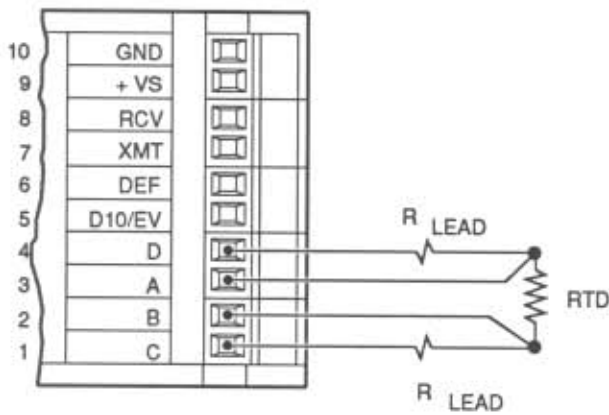 10 GND
9 + VS
8 RCV
7 XMT
6 DEF
5 D10/EV
4 D
3 A
2 B
1 C
R LEAD
RTD
R LEAD